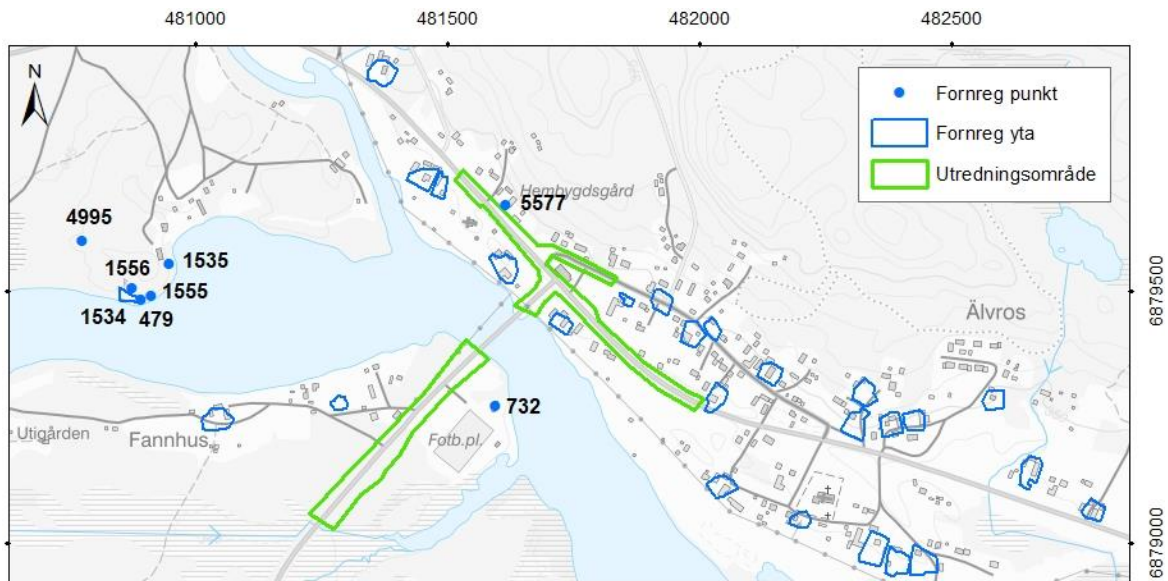 481000 481500 482000 482500
N
Fornreg punkt
Fornreg yta
Utredningsområde
Hembygdsgård
5577
4995
1535
1556
1555
1534
479
6879500
Älvros
732
Utigården
Fannhus
Fotb.pl.
6879000